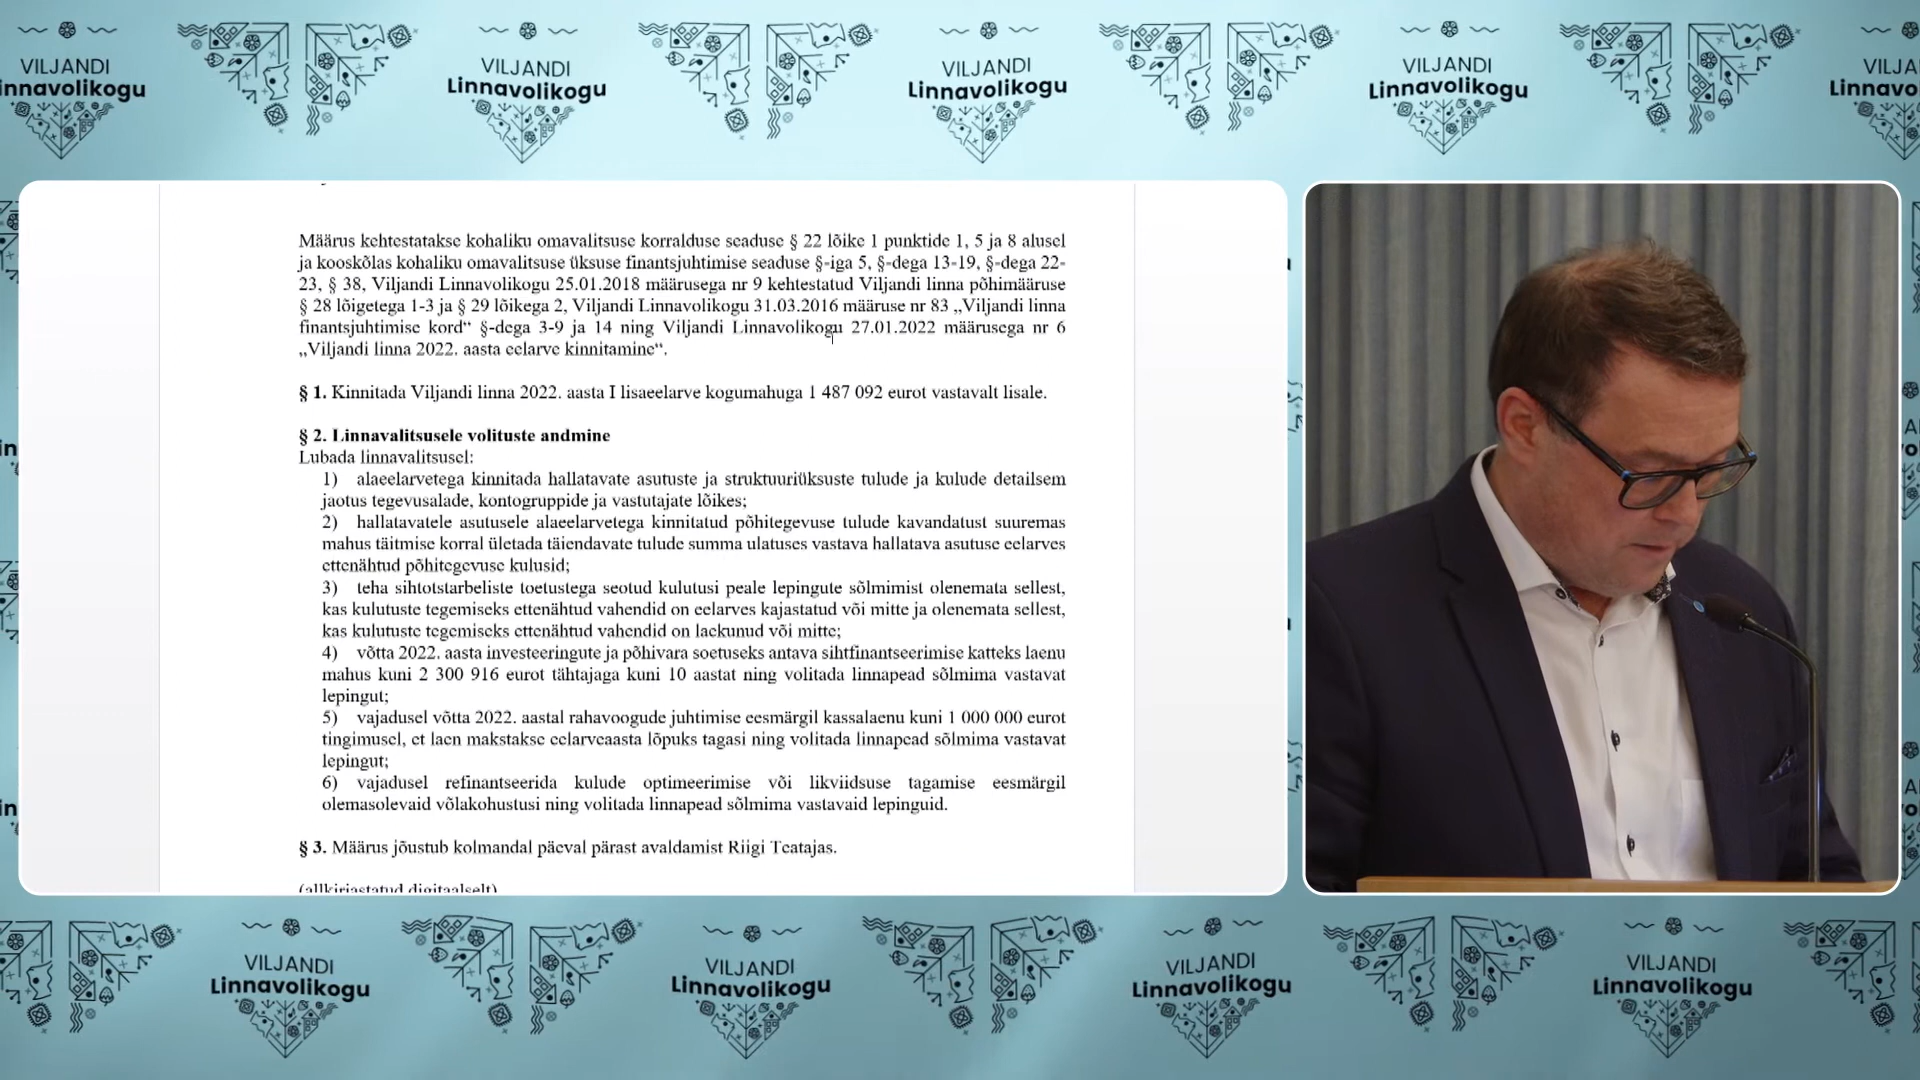 VILJANDI
Linnavolikogu
VILJANDI
Linnavolikogu
VILJANDI
Linnavolikogu
VILJANDI
Linnavolikogu
Määrus kehtestatakse kohaliku omavalitsuse korralduse seaduse § 22 lõike 1 punktide 1, 5 ja 8 alusel
ja kooskõlas kohaliku omavalitsuse üksuse finantsjuhtimise seaduse §-iga 5, §-dega 13-19, §-dega 22-
23, § 38, Viljandi Linnavolikogu 25.01.2018 määrusega nr 9 kehtestatud Viljandi linna põhimääruse
§ 28 lõigetega 1-3 ja § 29 lõikega 2, Viljandi Linnavolikogu 31.03.2016 määruse nr 83 „Viljandi linna
finantsjuhtimise kord“ §-dega 3-9 ja 14 ning Viljandi Linnavolikogu 27.01.2022 määrusega nr 6
„Viljandi linna 2022. aasta eelarve kinnitamine“.
§ 1. Kinnitada Viljandi linna 2022. aasta I lisaeelarve kogumahuga 1 487 092 eurot vastavalt lisale.
§ 2. Linnavalitsusele volituste andmine
Lubada linnavalitsusel:
1) alaeelarvetega kinnitada hallatavate asutuste ja struktuuriüksuste tulude ja kulude detailsem
jaotus tegevusalade, kontogruppide ja vastutajate lõikes;
2) hallatavatele asutusele alaeelarvetega kinnitatud põhitegevuse tulude kavandatust suuremas
mahus täitmise korral ületada täiendavate tulude summa ulatuses vastava hallatava asutuse eelarves
ettenähtud põhitegevuse kulusid;
3) teha sihtotstarbeliste toetustega seotud kulutusi peale lepingute sõlmimist olenemata sellest,
kas kulutuste tegemiseks ettenähtud vahendid on eelarves kajastatud või mitte ja olenemata sellest,
kas kulutuste tegemiseks ettenähtud vahendid on laekunud või mitte;
4) võtta 2022. aasta investeeringute ja põhivara soetuseks antava sihtfinantseerimise katteks laenu
mahus kuni 2 300 916 eurot tähtajaga kuni 10 aastat ning volitada linnapead sõlmima vastavat
lepingut;
5) vajadusel võtta 2022. aastal rahavoogude juhtimise eesmärgil kassalaenu kuni 1 000 000 eurot
tingimusel, et laen makstakse eelarveaasta lõpuks tagasi ning volitada linnapead sõlmima vastavat
lepingut;
6) vajadusel refinantseerida kulude optimeerimise või likviidsuse tagamise eesmärgil
olemasolevaid võlakohustusi ning volitada linnapead sõlmima vastavaid lepinguid.
§ 3. Määrus jõustub kolmandal päeval pärast avaldamist Riigi Teatajas.
(allkirjastatud digitaalselt)
VILJANDI
Linnavolikogu
VILJANDI
Linnavolikogu
VILJANDI
Linnavolikogu
VILJANDI
Linnavolikogu